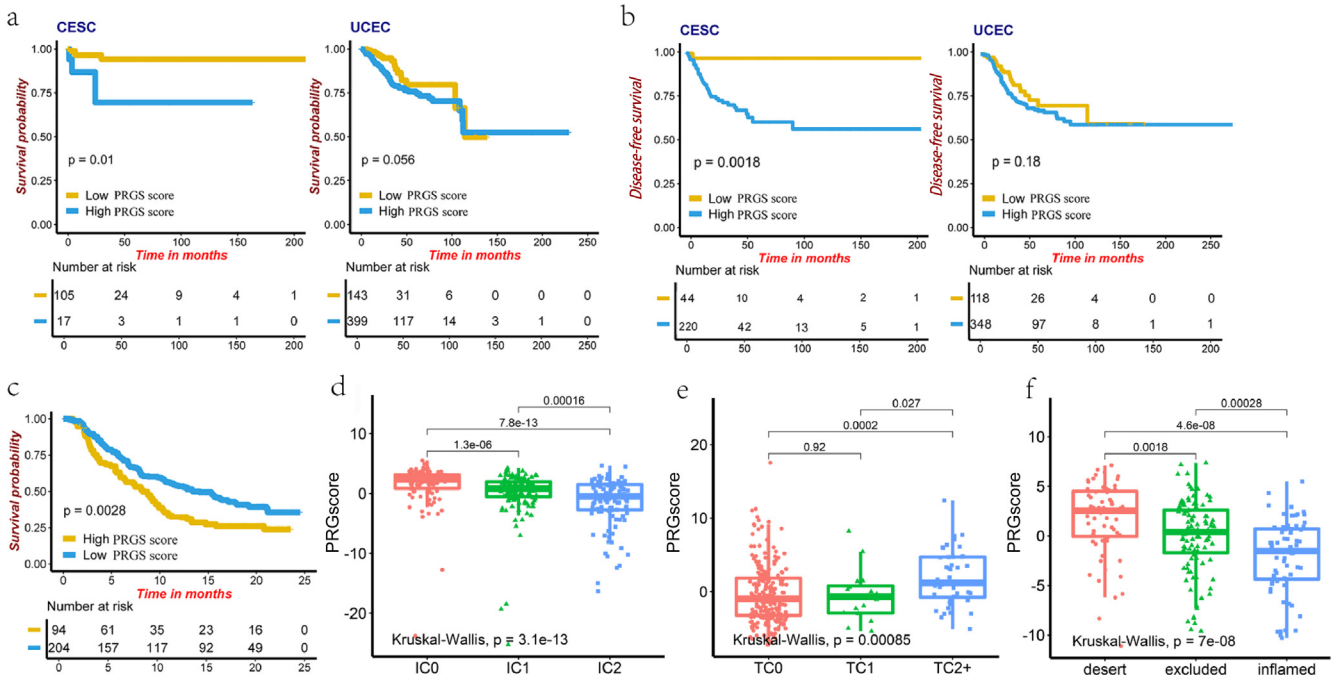 a
CESC
UCEC
Survival probability
1.00
0.75
0.50
0.25
0.00
p = 0.01
Low PRGS score
High PRGS score
0 50 100 150 200
Time in months
Survival probability
1.00
0.75
0.50
0.25
0.00
p = 0.056
Low PRGS score
High PRGS score
0 50 100 150 200 250
Time in months
Number at risk
105 24 9 4 1
17 3 1 1 0
0 50 100 150 200
Number at risk
143 31 6 0 0 0
399 117 14 3 1 0
0 50 100 150 200 250
b
CESC
UCEC
Disease-free survival
1.00
0.75
0.50
0.25
0.00
p = 0.0018
Low PRGS score
High PRGS score
0 50 100 150 200
Time in months
Disease-free survival
1.00
0.75
0.50
0.25
0.00
p = 0.18
Low PRGS score
High PRGS score
0 50 100 150 200 250
Time in months
Number at risk
44 10 4 2 1
220 42 13 5 1
0 50 100 150 200
Number at risk
118 26 4 0 0
348 97 8 1 1
0 50 100 150 200
c
Survival probability
1.00
0.75
0.50
0.25
0.00
p = 0.0028
High PRGS score
Low PRGS score
0 5 10 15 20 25
Time in months
Number at risk
94 61 35 23 16 0
204 157 117 92 49 0
0 5 10 15 20 25
d
PRGscore
10
0
-10
-20
0.00016
7.8e-13
1.3e-06
Kruskal-Wallis, p = 3.1e-13
IC0 IC1 IC2
e
PRGscore
20
10
0
0.027
0.0002
0.92
Kruskal-Wallis, p = 0.00085
TC0 TC1 TC2+
f
PRGscore
10
5
0
-5
-10
0.00028
4.6e-08
0.0018
Kruskal-Wallis, p = 7e-08
desert excluded inflamed